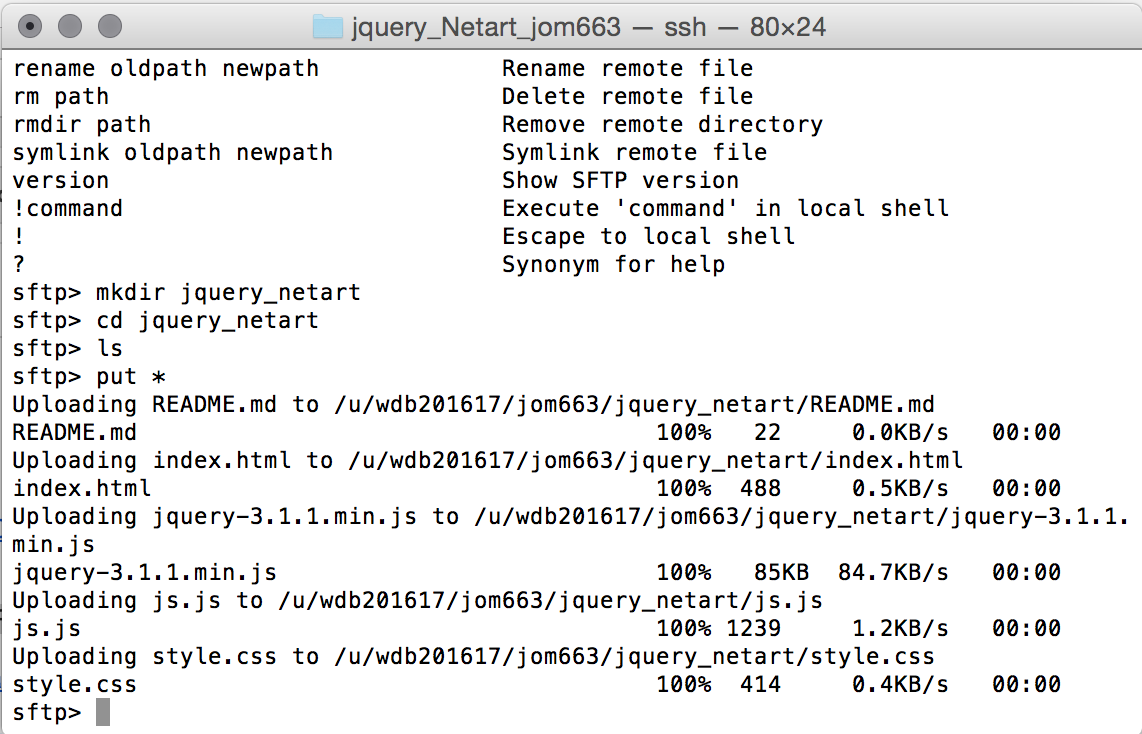 jquery_Netart_jom663 — ssh — 80×24
rename oldpath newpath Rename remote file
rm path Delete remote file
rmdir path Remove remote directory
symlink oldpath newpath Symlink remote file
version Show SFTP version
!command Execute 'command' in local shell
! Escape to local shell
? Synonym for help
sftp> mkdir jquery_netart
sftp> cd jquery_netart
sftp> ls
sftp> put *
Uploading README.md to /u/wdb201617/jom663/jquery_netart/README.md
README.md 100% 22 0.0KB/s 00:00
Uploading index.html to /u/wdb201617/jom663/jquery_netart/index.html
index.html 100% 488 0.5KB/s 00:00
Uploading jquery-3.1.1.min.js to /u/wdb201617/jom663/jquery_netart/jquery-3.1.1.
min.js
jquery-3.1.1.min.js 100% 85KB 84.7KB/s 00:00
Uploading js.js to /u/wdb201617/jom663/jquery_netart/js.js
js.js 100% 1239 1.2KB/s 00:00
Uploading style.css to /u/wdb201617/jom663/jquery_netart/style.css
style.css 100% 414 0.4KB/s 00:00
sftp>